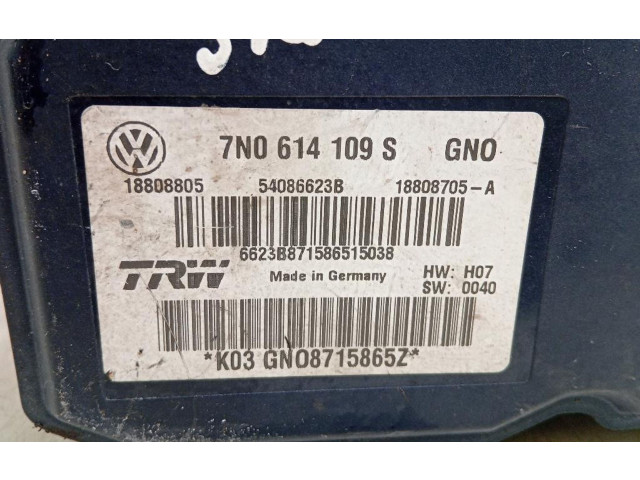 7N0 614 109 S GNO
18808805 54086623B 18808705-A
6623B871586515038
TRW Made in Germany HW: H07
SW: 0040
*K03 GNO8715865Z*